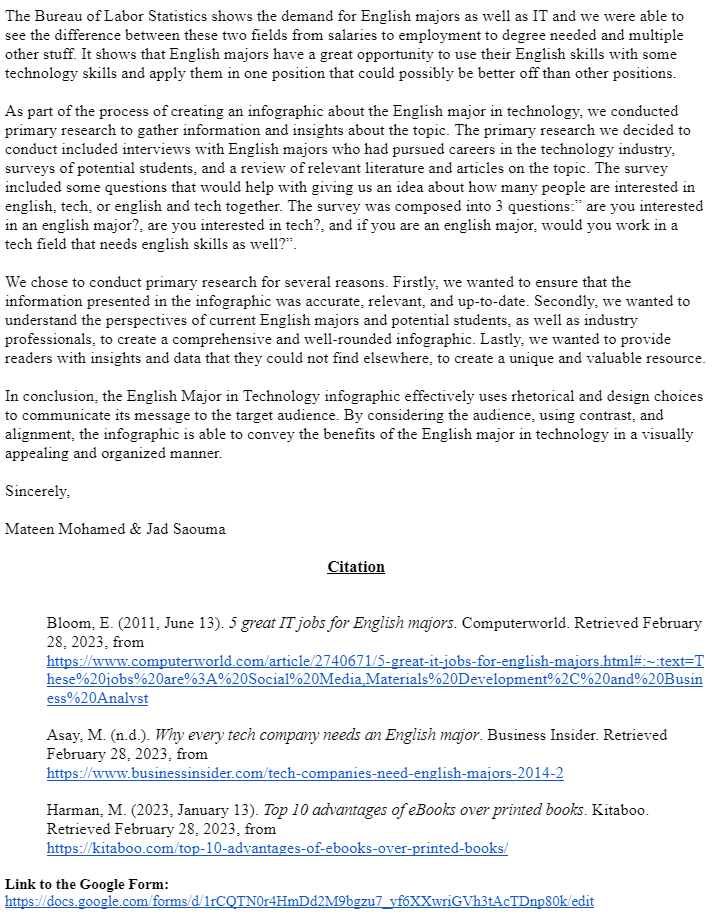 The Bureau of Labor Statistics shows the demand for English majors as well as IT and we were able to
see the difference between these two fields from salaries to employment to degree needed and multiple
other stuff. It shows that English majors have a great opportunity to use their English skills with some
technology skills and apply them in one position that could possibly be better off than other positions.
As part of the process of creating an infographic about the English major in technology, we conducted
primary research to gather information and insights about the topic. The primary research we decided to
conduct included interviews with English majors who had pursued careers in the technology industry,
surveys of potential students, and a review of relevant literature and articles on the topic. The survey
included some questions that would help with giving us an idea about how many people are interested in
english, tech, or english and tech together. The survey was composed into 3 questions:” are you interested
in an english major?, are you interested in tech?, and if you are an english major, would you work in a
tech field that needs english skills as well?”.
We chose to conduct primary research for several reasons. Firstly, we wanted to ensure that the
information presented in the infographic was accurate, relevant, and up-to-date. Secondly, we wanted to
understand the perspectives of current English majors and potential students, as well as industry
professionals, to create a comprehensive and well-rounded infographic. Lastly, we wanted to provide
readers with insights and data that they could not find elsewhere, to create a unique and valuable resource.
In conclusion, the English Major in Technology infographic effectively uses rhetorical and design choices
to communicate its message to the target audience. By considering the audience, using contrast, and
alignment, the infographic is able to convey the benefits of the English major in technology in a visually
appealing and organized manner.
Sincerely,
Mateen Mohamed & Jad Saouma
Citation
Bloom, E. (2011, June 13). 5 great IT jobs for English majors. Computerworld. Retrieved February
28, 2023, from
https://www.computerworld.com/article/2740671/5-great-it-jobs-for-english-majors.html#:~:text=T
hese%20jobs%20are%3A%20Social%20Media,Materials%20Development%2C%20and%20Busin
ess%20Analyst
Asay, M. (n.d.). Why every tech company needs an English major. Business Insider. Retrieved
February 28, 2023, from
https://www.businessinsider.com/tech-companies-need-english-majors-2014-2
Harman, M. (2023, January 13). Top 10 advantages of eBooks over printed books. Kitaboo.
Retrieved February 28, 2023, from
https://kitaboo.com/top-10-advantages-of-ebooks-over-printed-books/
Link to the Google Form:
https://docs.google.com/forms/d/1rCQTN0r4HmDd2M9bgzu7_yf6XXwriGVh3tAcTDnp80k/edit